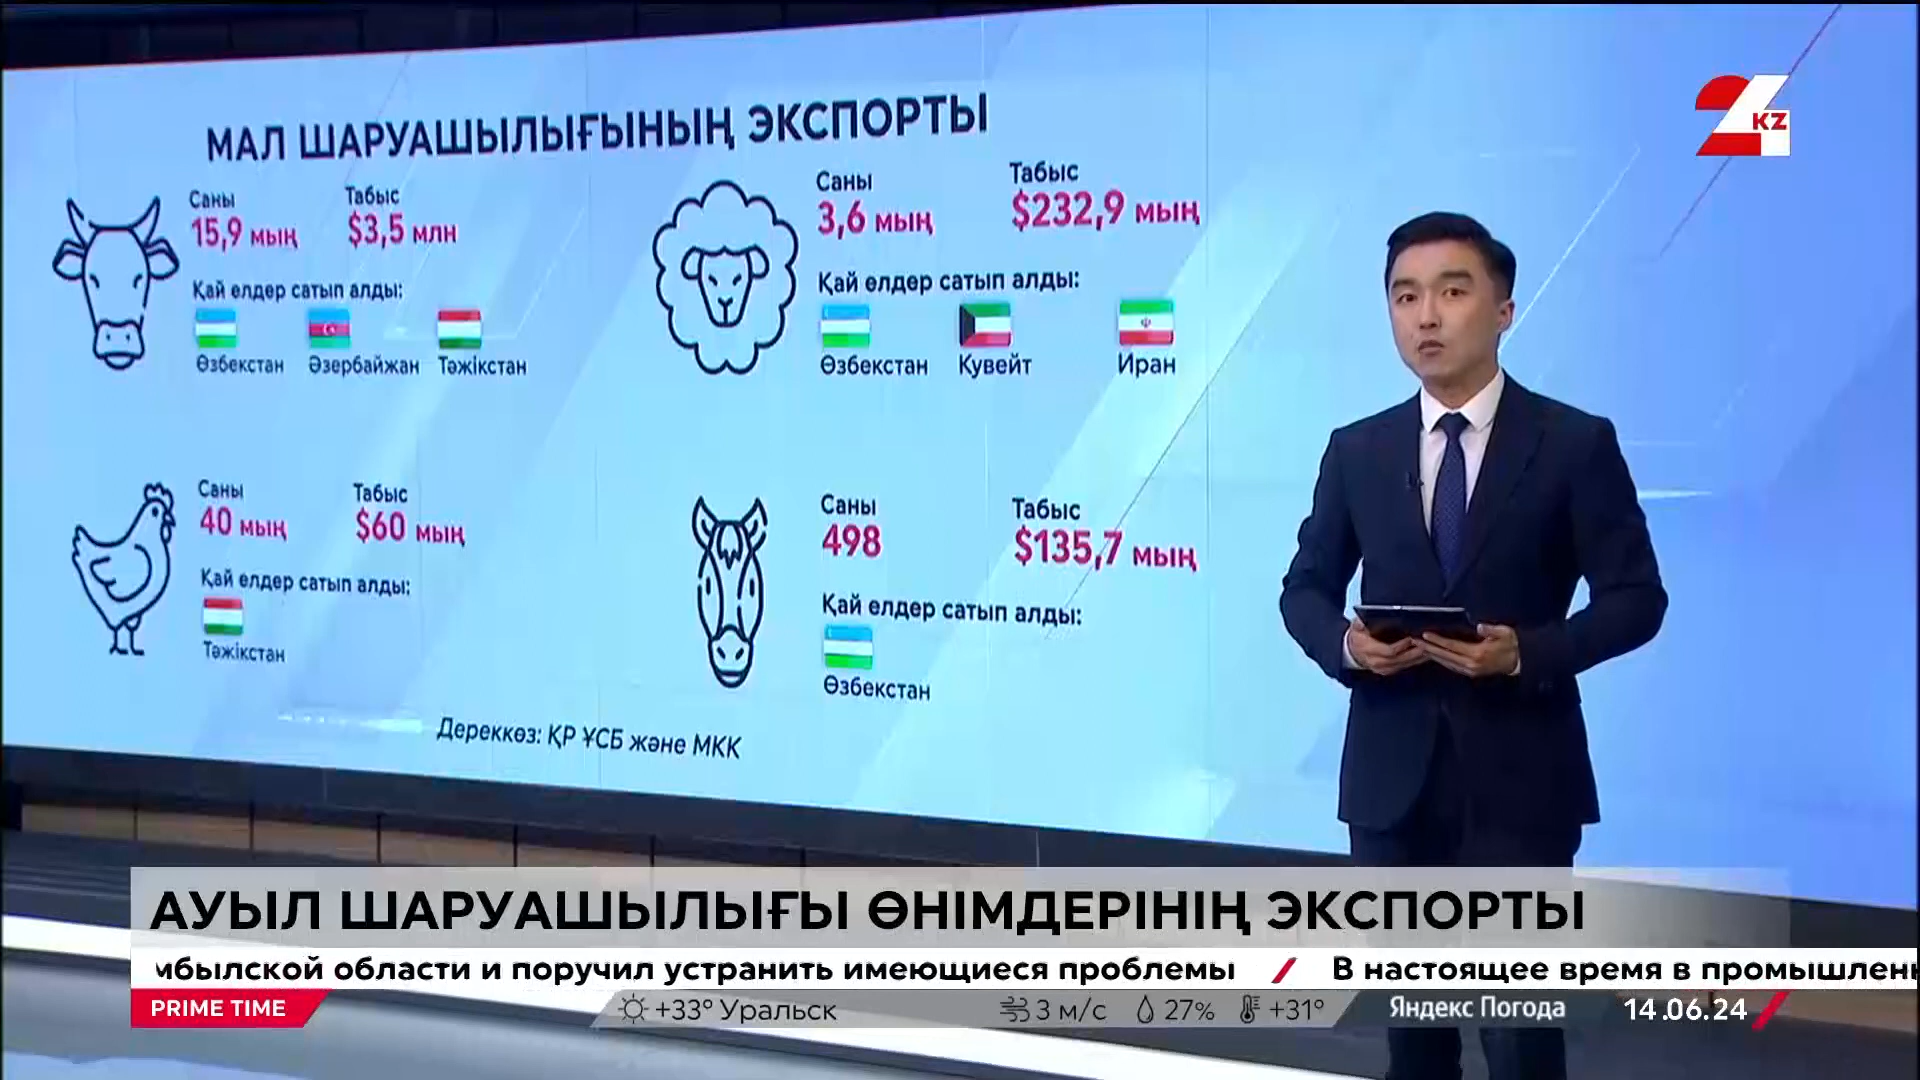 МАЛ ШАРУАШЫЛЫҒЫНЫҢ ЭКСПОРТЫ
24 KZ
Саны Табыс
15,9 мың $3,5 млн
Қай елдер сатып алды:
Өзбекстан Әзербайжан Тәжікстан
Саны Табыс
3,6 мың $232,9 мың
Қай елдер сатып алды:
Өзбекстан Кувейт Иран
Саны Табыс
40 мың $60 мың
Қай елдер сатып алды:
Тәжікстан
Саны Табыс
498 $135,7 мың
Қай елдер сатып алды:
Өзбекстан
Дереккөз: ҚР ҰСБ және МКК
АУЫЛ ШАРУАШЫЛЫҒЫ ӨНІМДЕРІНІҢ ЭКСПОРТЫ
мбылской области и поручил устранить имеющиеся проблемы / В настоящее время в промышлен
PRIME TIME +33° Уральск 3 м/с 27% +31° Яндекс Погода 14.06.24